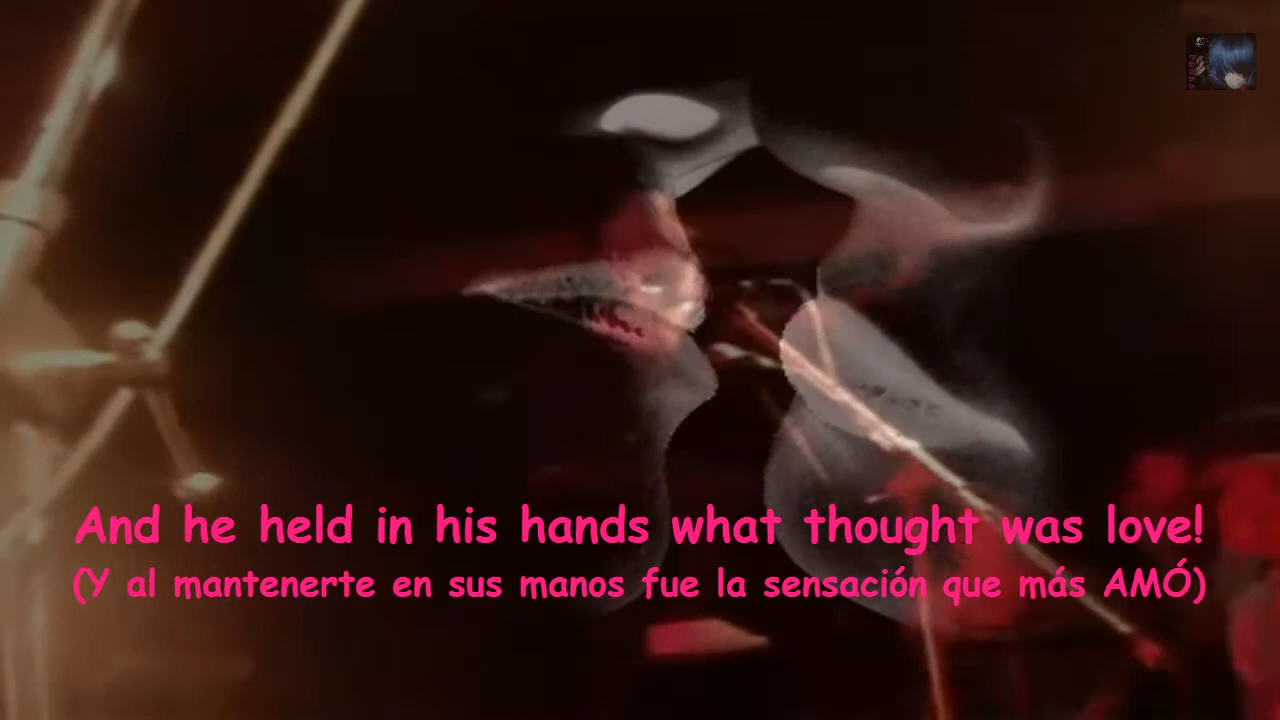 And he held in his hands what thought was love!
(Y al mantenerte en sus manos fue la sensación que más AMÓ)